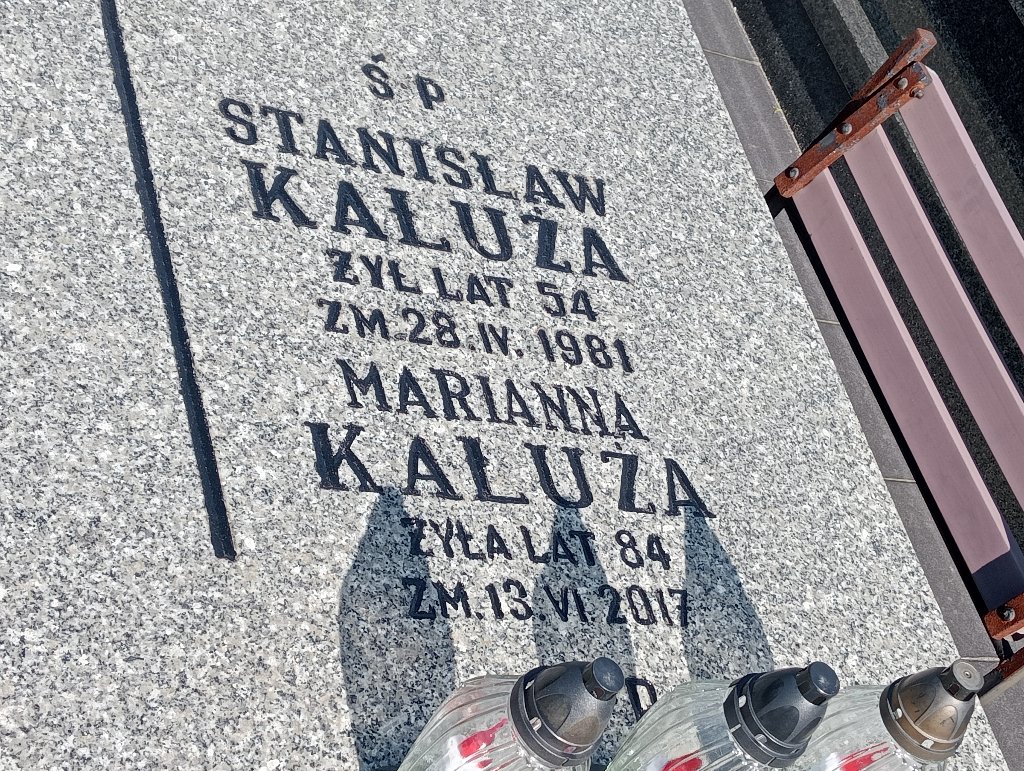 Ś P
STANISŁAW
KAŁUŻA
ŻYŁ LAT 54
ZM. 28. IV. 1981
MARIANNA
KAŁUŻA
ŻYŁA LAT 84
ZM. 13. VI. 2017